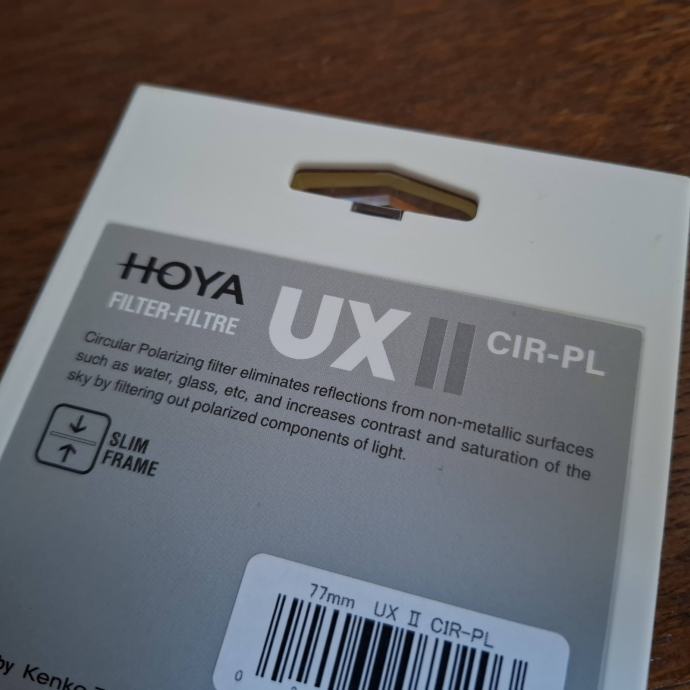 HOYA
FILTER-FILTRE
UX II CIR-PL
Circular Polarizing filter eliminates reflections from non-metallic surfaces
such as water, glass, etc, and increases contrast and saturation of the
sky by filtering out polarized components of light.
SLIM
FRAME
77mm UX II CIR-PL
0
by Kenko